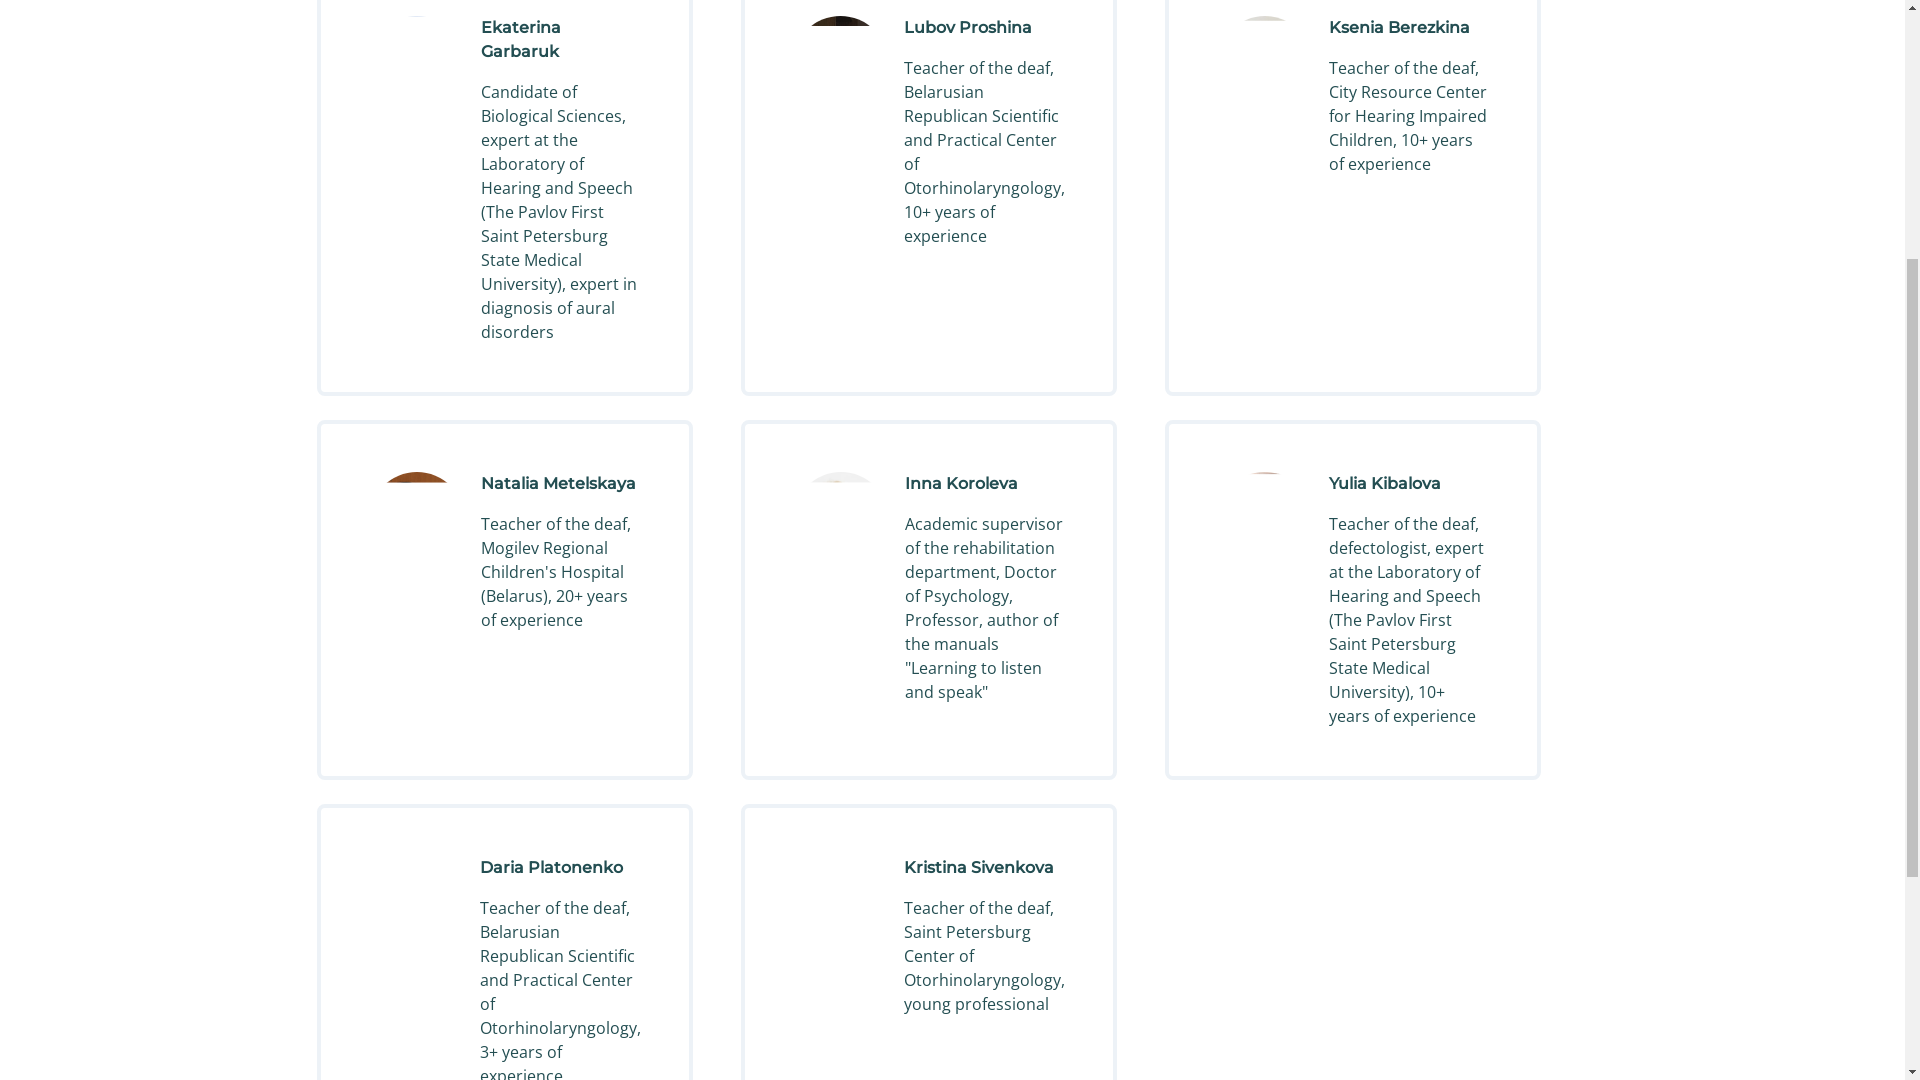 Ekaterina
Garbaruk
Candidate of
Biological Sciences,
expert at the
Laboratory of
Hearing and Speech
(The Pavlov First
Saint Petersburg
State Medical
University), expert in
diagnosis of aural
disorders
Lubov Proshina
Teacher of the deaf,
Belarusian
Republican Scientific
and Practical Center
of
Otorhinolaryngology,
10+ years of
experience
Ksenia Berezkina
Teacher of the deaf,
City Resource Center
for Hearing Impaired
Children, 10+ years
of experience
Natalia Metelskaya
Teacher of the deaf,
Mogilev Regional
Children's Hospital
(Belarus), 20+ years
of experience
Inna Koroleva
Academic supervisor
of the rehabilitation
department, Doctor
of Psychology,
Professor, author of
the manuals
"Learning to listen
and speak"
Yulia Kibalova
Teacher of the deaf,
defectologist, expert
at the Laboratory of
Hearing and Speech
(The Pavlov First
Saint Petersburg
State Medical
University), 10+
years of experience
Daria Platonenko
Teacher of the deaf,
Belarusian
Republican Scientific
and Practical Center
of
Otorhinolaryngology,
3+ years of
experience
Kristina Sivenkova
Teacher of the deaf,
Saint Petersburg
Center of
Otorhinolaryngology,
young professional